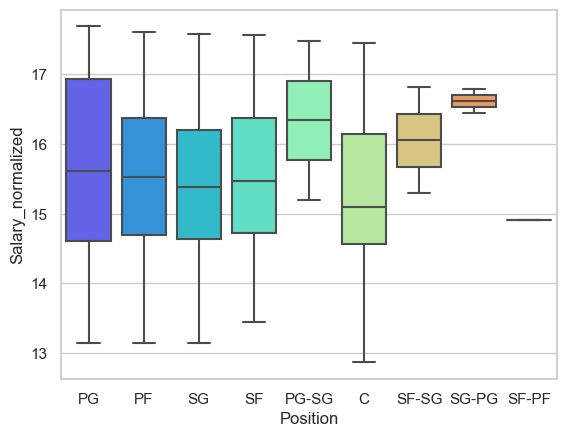 Salary_normalized
17
16
15
14
13
PG PF SG SF PG-SG C SF-SG SG-PG SF-PF
Position